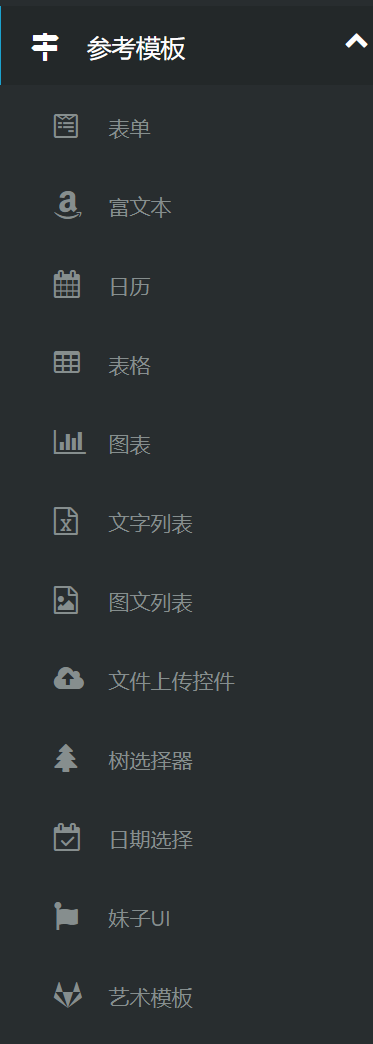 参考模板
表单
富文本
日历
表格
图表
文字列表
图文列表
文件上传控件
树选择器
日期选择
妹子UI
艺术模板